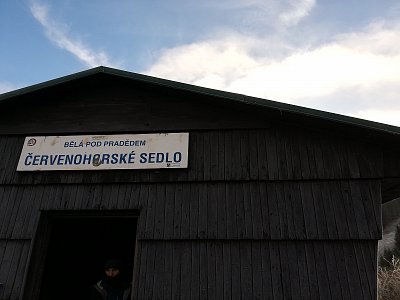 BĚLÁ POD PRADĚDEM
ČERVENOHORSKÉ SEDLO